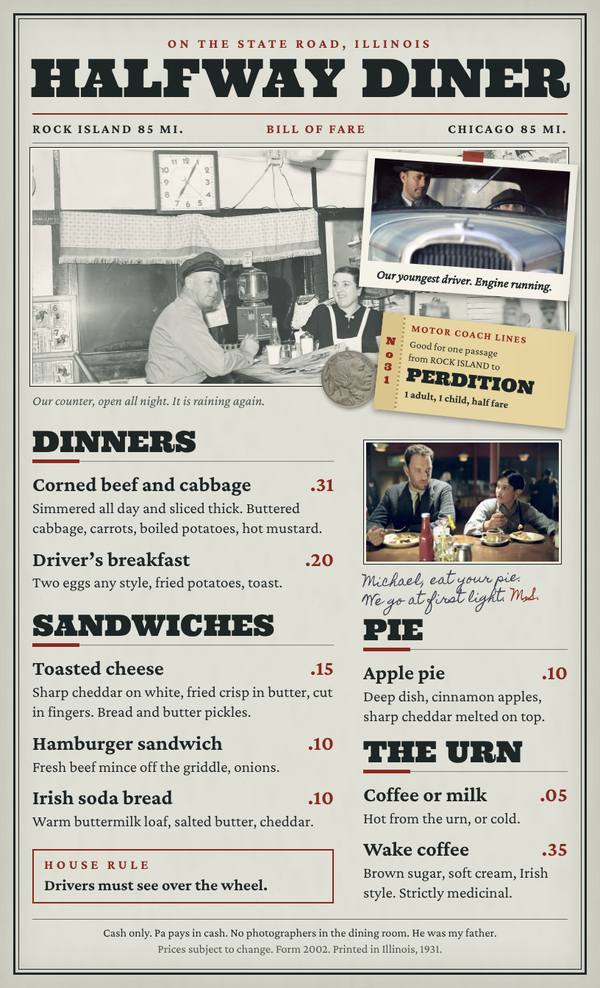 ON THE STATE ROAD, ILLINOIS
HALFWAY DINER
ROCK ISLAND 85 MI.
BILL OF FARE
CHICAGO 85 MI.
Our youngest driver. Engine running.
No 31
MOTOR COACH LINES
Good for one passage
from ROCK ISLAND to
PERDITION
1 adult, 1 child, half fare
Our counter, open all night. It is raining again.
DINNERS
Corned beef and cabbage .31
Simmered all day and sliced thick. Buttered
cabbage, carrots, boiled potatoes, hot mustard.
Driver’s breakfast .20
Two eggs any style, fried potatoes, toast.
SANDWICHES
Toasted cheese .15
Sharp cheddar on white, fried crisp in butter, cut
in fingers. Bread and butter pickles.
Hamburger sandwich .10
Fresh beef mince off the griddle, onions.
Irish soda bread .10
Warm buttermilk loaf, salted butter, cheddar.
HOUSE RULE
Drivers must see over the wheel.
Michael, eat your pie.
We go at first light. M.S.
PIE
Apple pie .10
Deep dish, cinnamon apples,
sharp cheddar melted on top.
THE URN
Coffee or milk .05
Hot from the urn, or cold.
Wake coffee .35
Brown sugar, soft cream, Irish
style. Strictly medicinal.
Cash only. Pa pays in cash. No photographers in the dining room. He was my father.
Prices subject to change. Form 2002. Printed in Illinois, 1931.